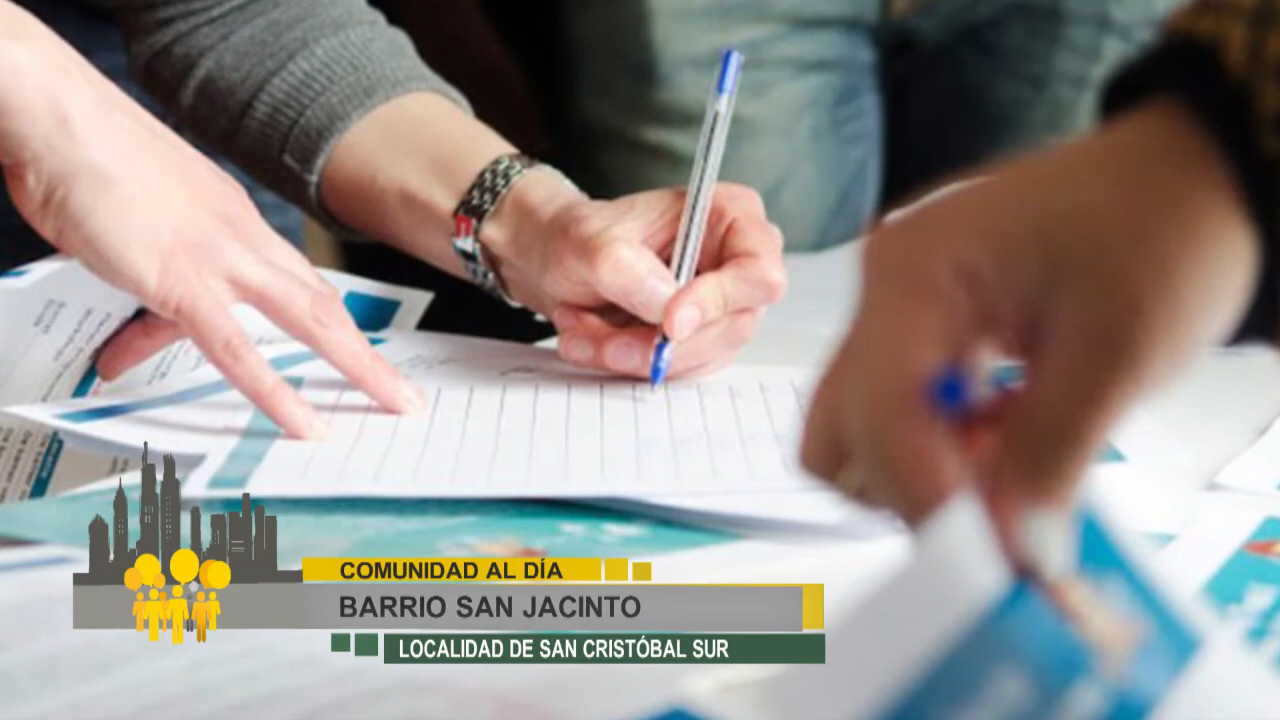 COMUNIDAD AL DÍA
BARRIO SAN JACINTO
LOCALIDAD DE SAN CRISTÓBAL SUR